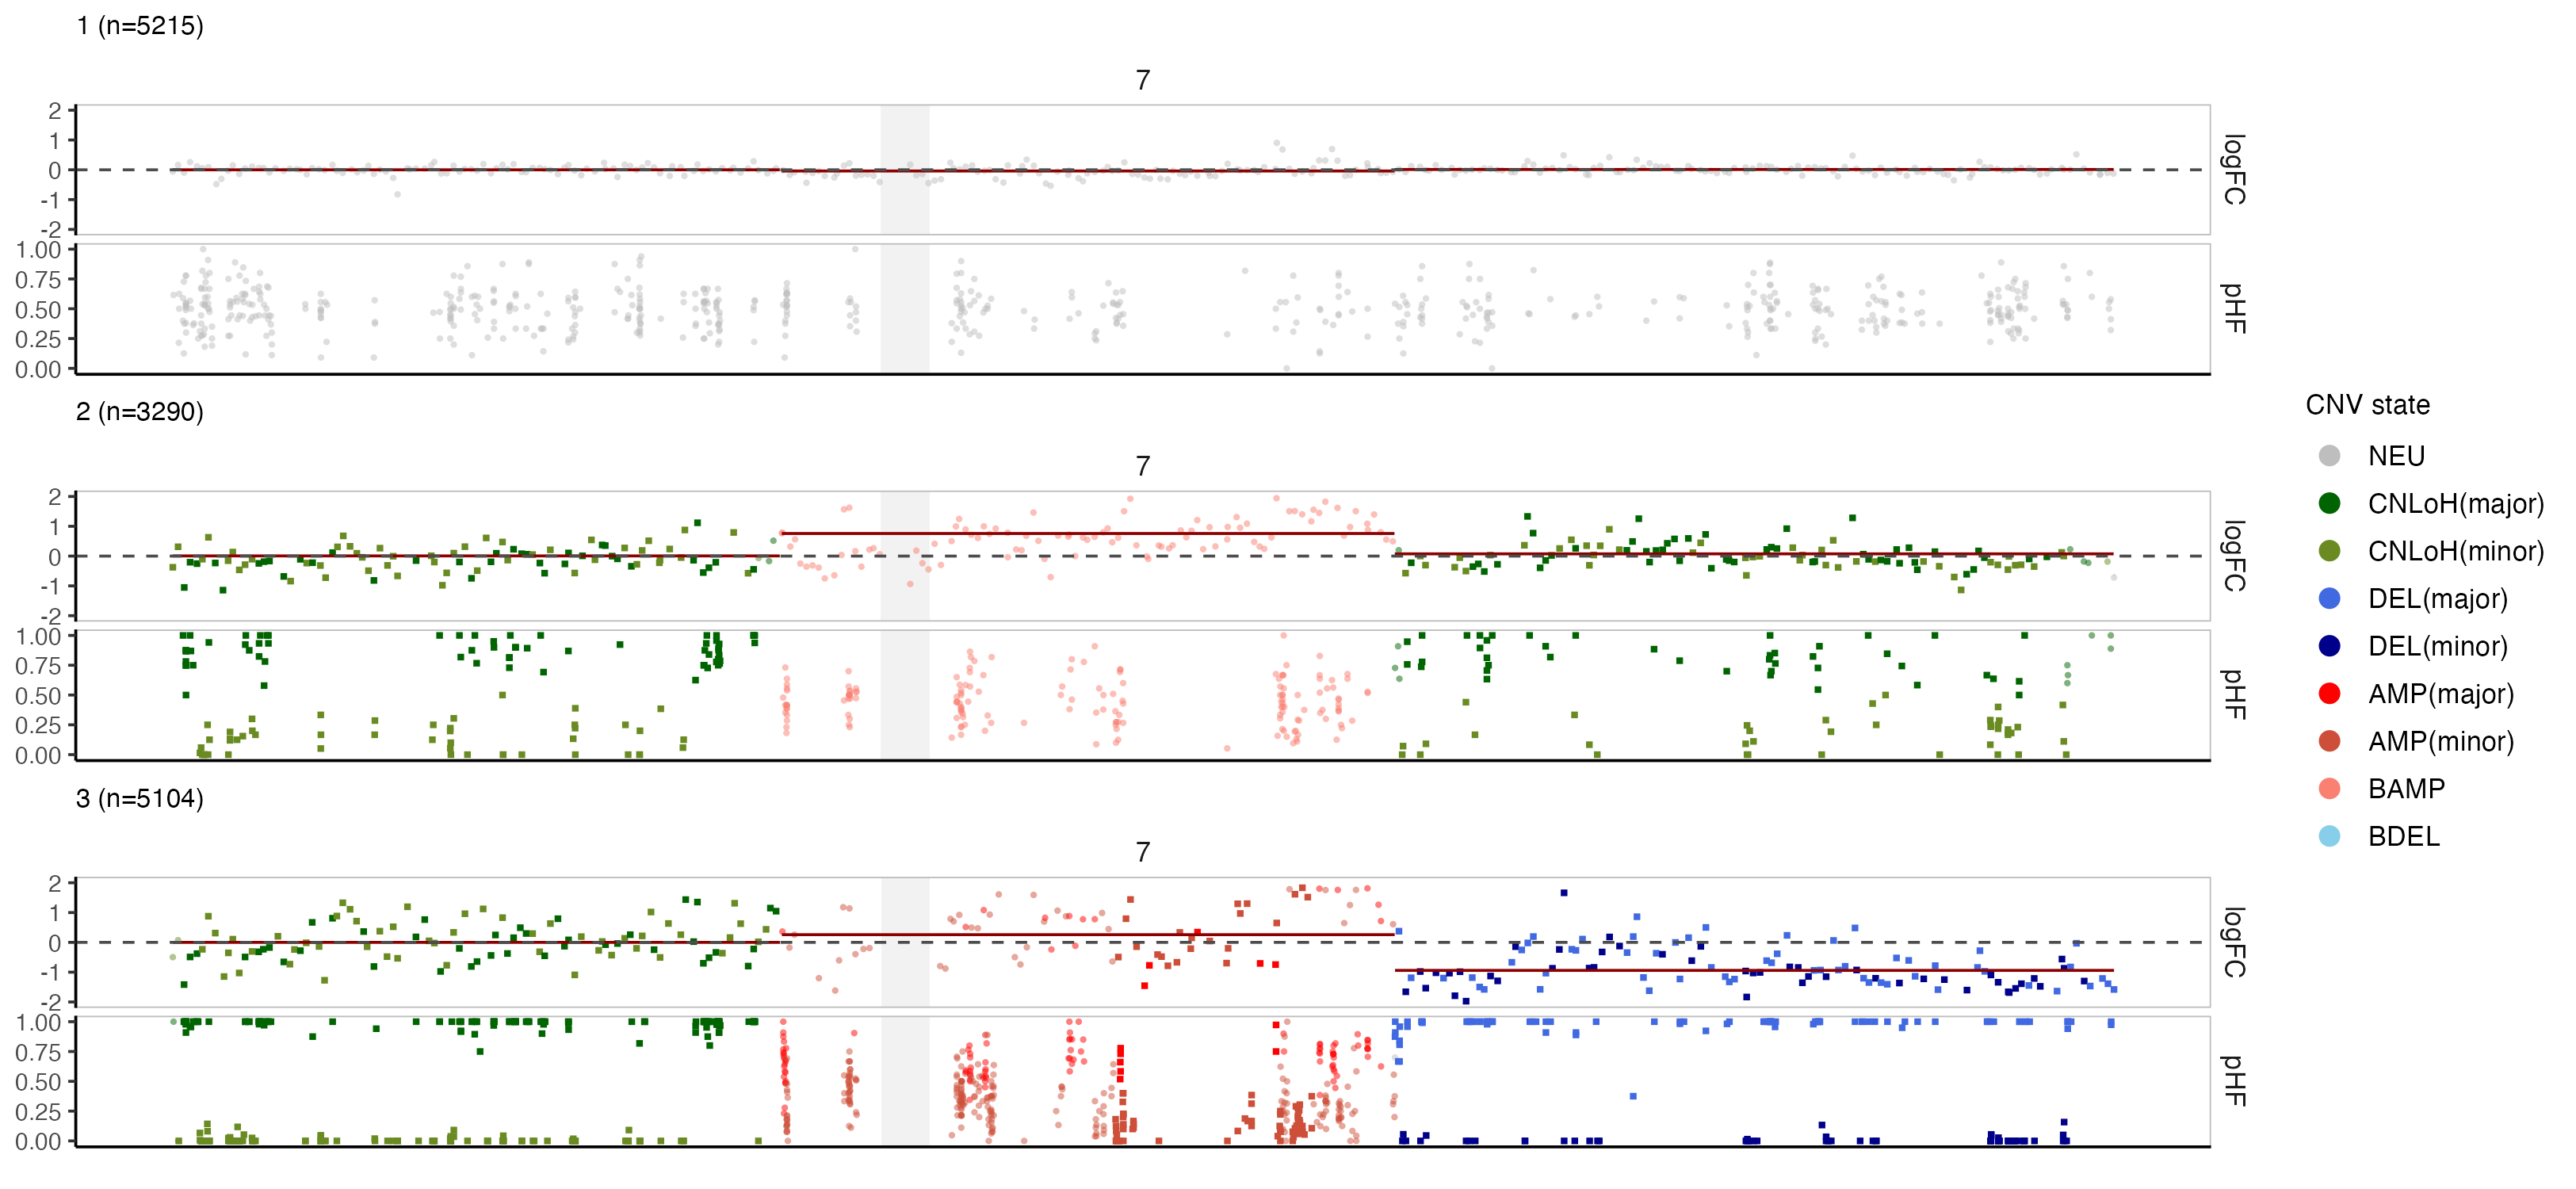 1 (n=5215)
7
2
1
0
-1
-2
logFC
1.00
0.75
0.50
0.25
0.00
pHF
2 (n=3290)
7
2
1
0
-1
-2
logFC
1.00
0.75
0.50
0.25
0.00
pHF
3 (n=5104)
7
2
1
0
-1
-2
logFC
1.00
0.75
0.50
0.25
0.00
pHF
CNV state
NEU
CNLoH(major)
CNLoH(minor)
DEL(major)
DEL(minor)
AMP(major)
AMP(minor)
BAMP
BDEL